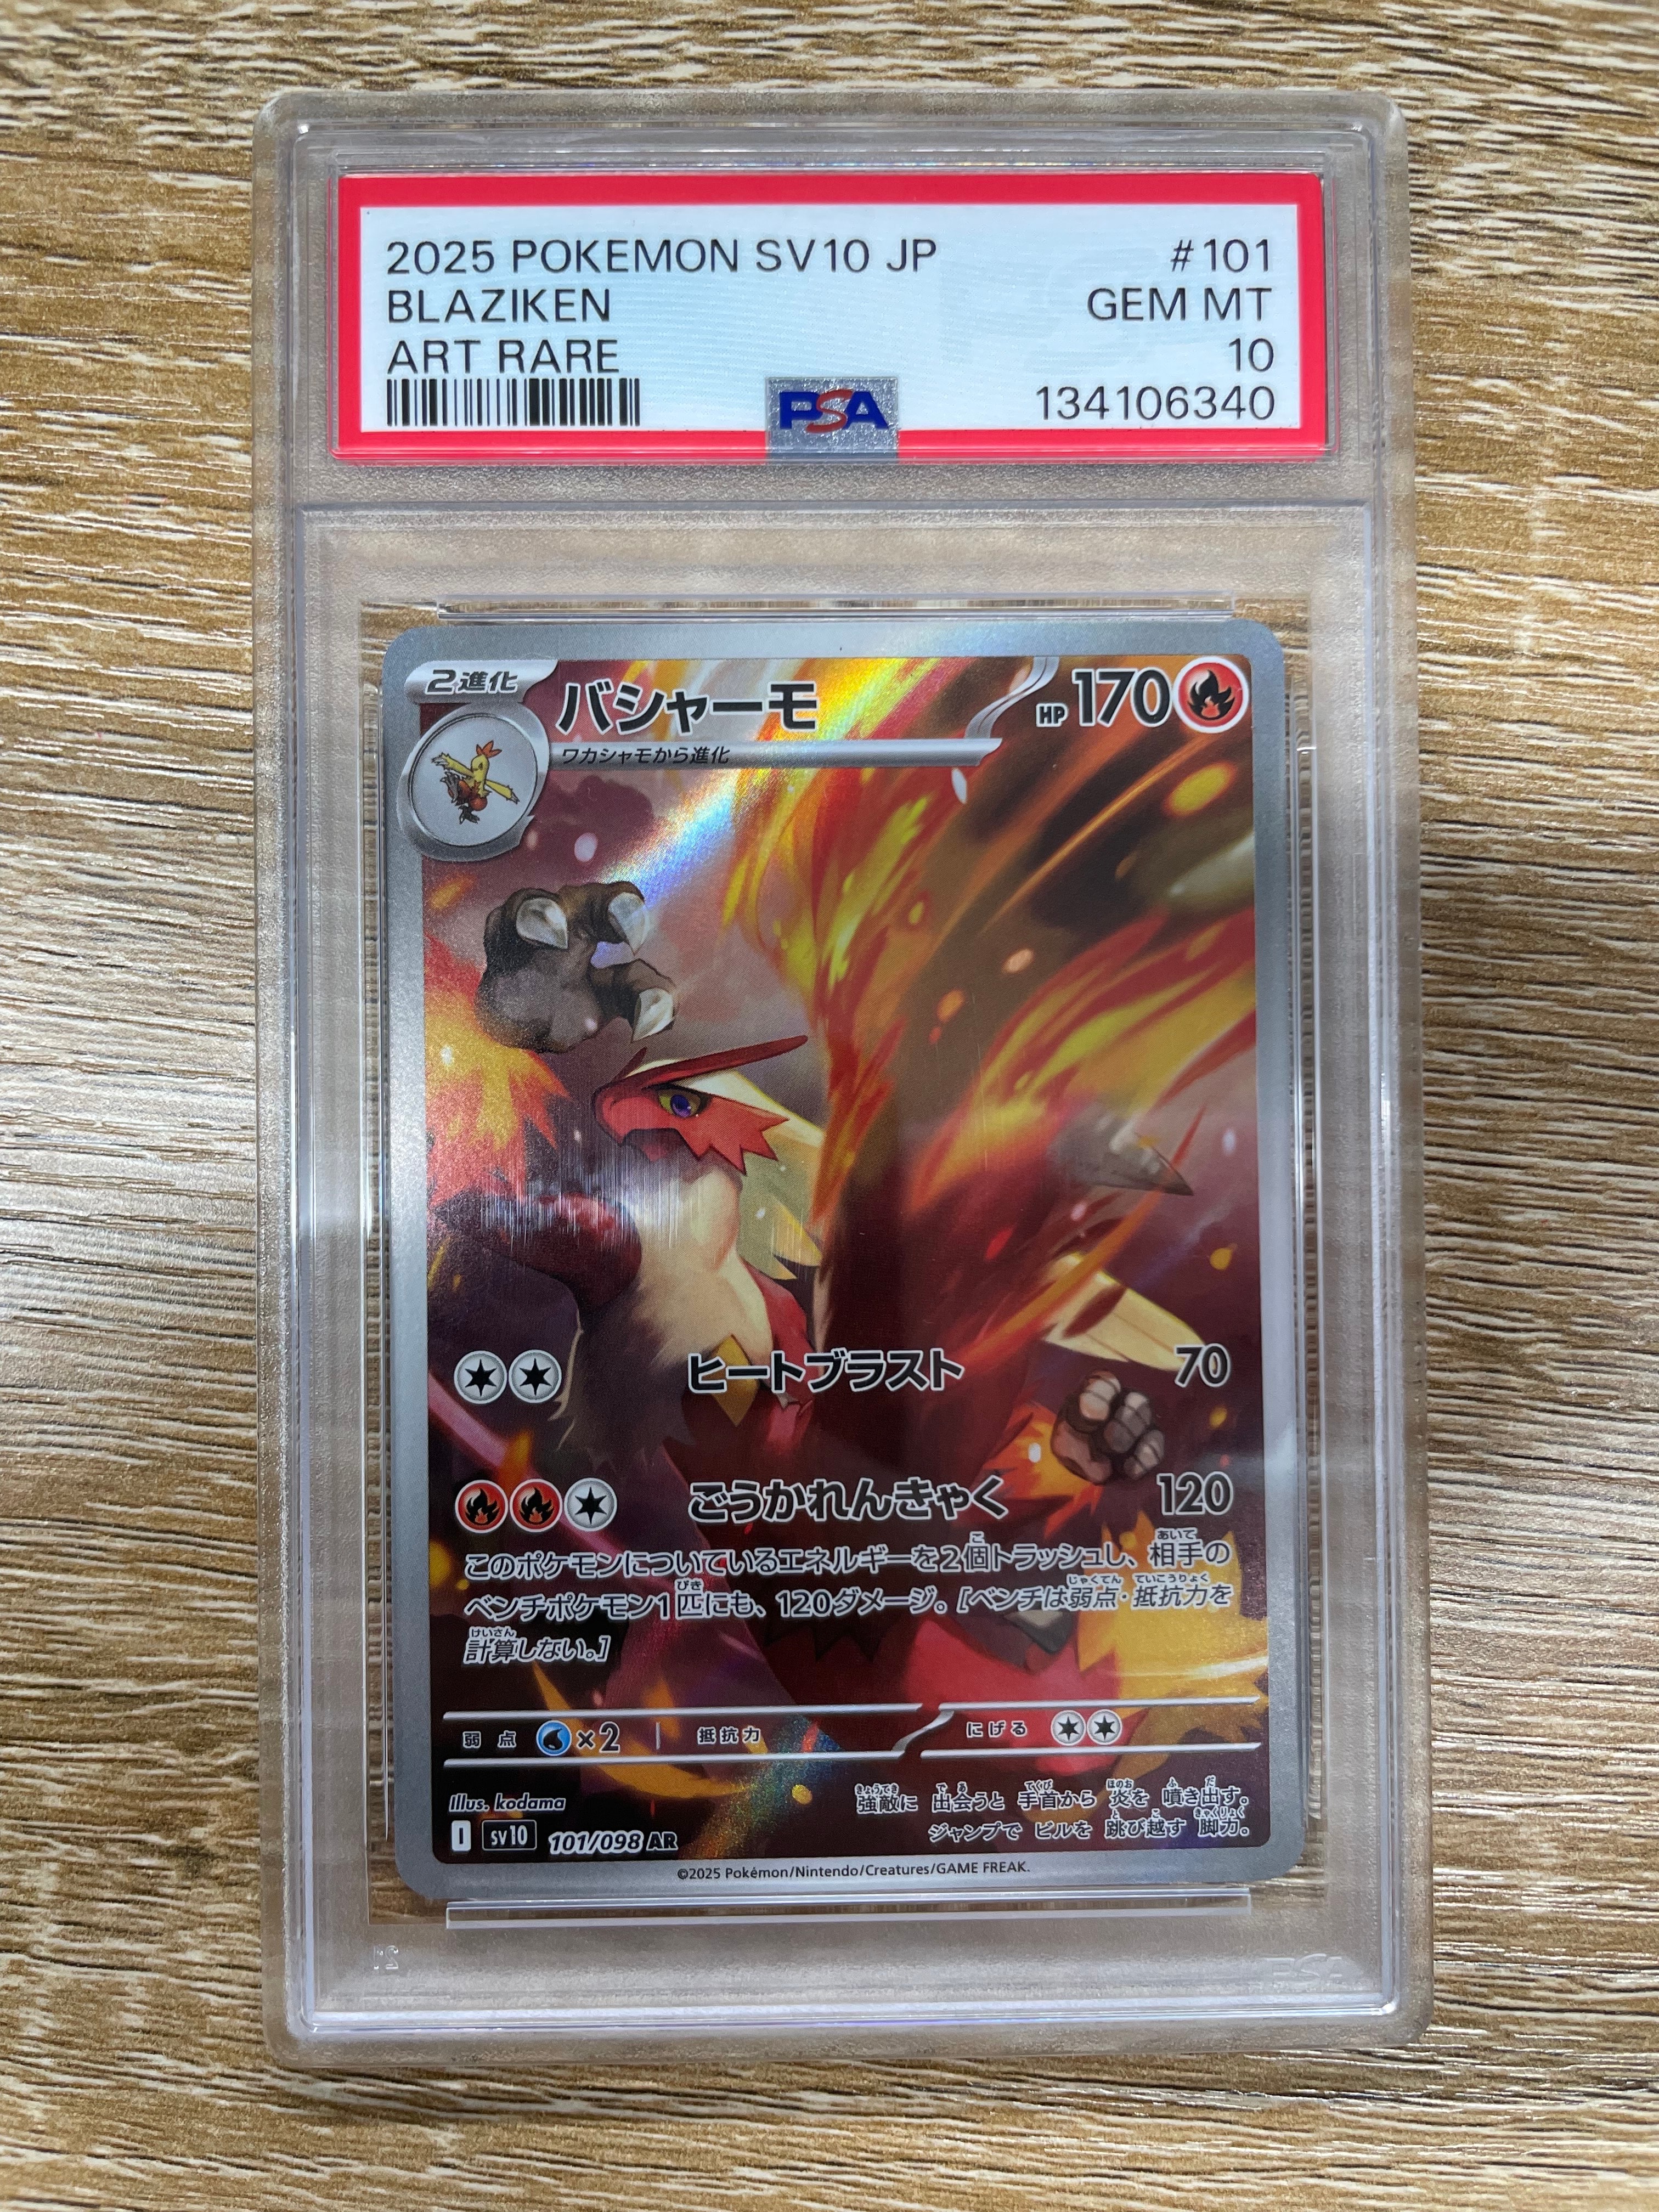 2025 POKEMON SV10 JP #101
BLAZIKEN GEM MT
ART RARE 10
PSA 134106340
2進化 バシャーモ HP 170
ワカシャモから進化
ヒートブラスト 70
ごうかれんきゃく 120
このポケモンについているエネルギーを2個トラッシュし、相手の
ベンチポケモン1匹にも、120ダメージ。[ベンチは弱点・抵抗力を
計算しない。]
弱点 ×2 抵抗力 にげる
Illus. kodama
強敵に 出会うと 手首から 炎を 噴き出す。
ジャンプで ビルを 跳び越す 脚力。
I sv10 101/098 AR
©2025 Pokémon/Nintendo/Creatures/GAME FREAK.
PSA